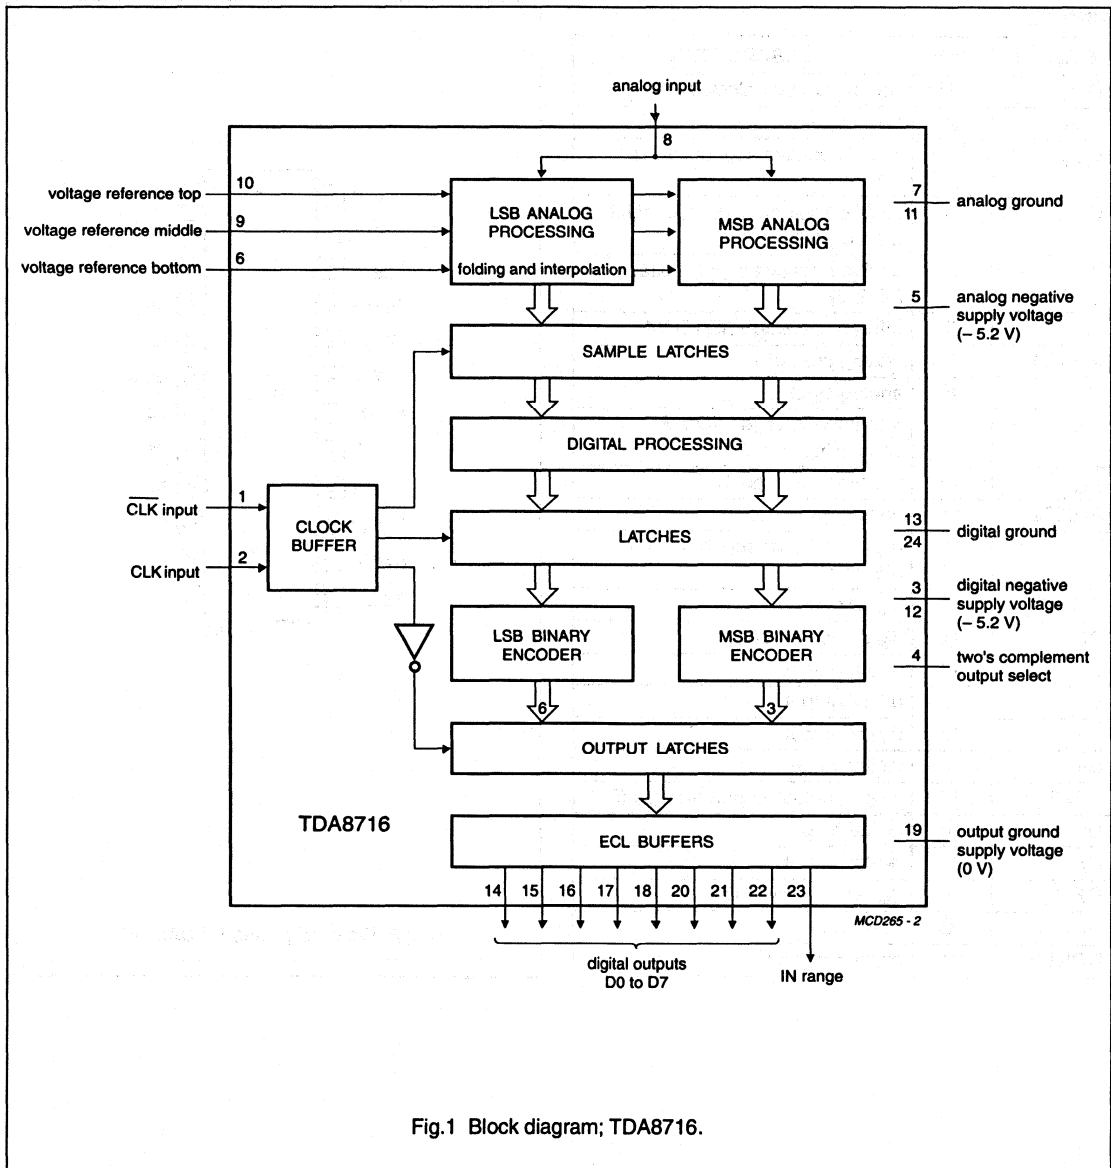 analog input
8
voltage reference top
10
voltage reference middle
9
voltage reference bottom
6
LSB ANALOG
PROCESSING
folding and interpolation
MSB ANALOG
PROCESSING
7
11
analog ground
5
analog negative
supply voltage
(– 5.2 V)
SAMPLE LATCHES
DIGITAL PROCESSING
CLK input
1
CLK input
2
CLOCK
BUFFER
LATCHES
13
24
digital ground
3
12
digital negative
supply voltage
(– 5.2 V)
LSB BINARY
ENCODER
MSB BINARY
ENCODER
4
two's complement
output select
6
3
OUTPUT LATCHES
TDA8716
ECL BUFFERS
19
output ground
supply voltage
(0 V)
14 15 16 17 18 20 21 22 23
MCD265 - 2
digital outputs
D0 to D7
IN range
Fig.1 Block diagram; TDA8716.